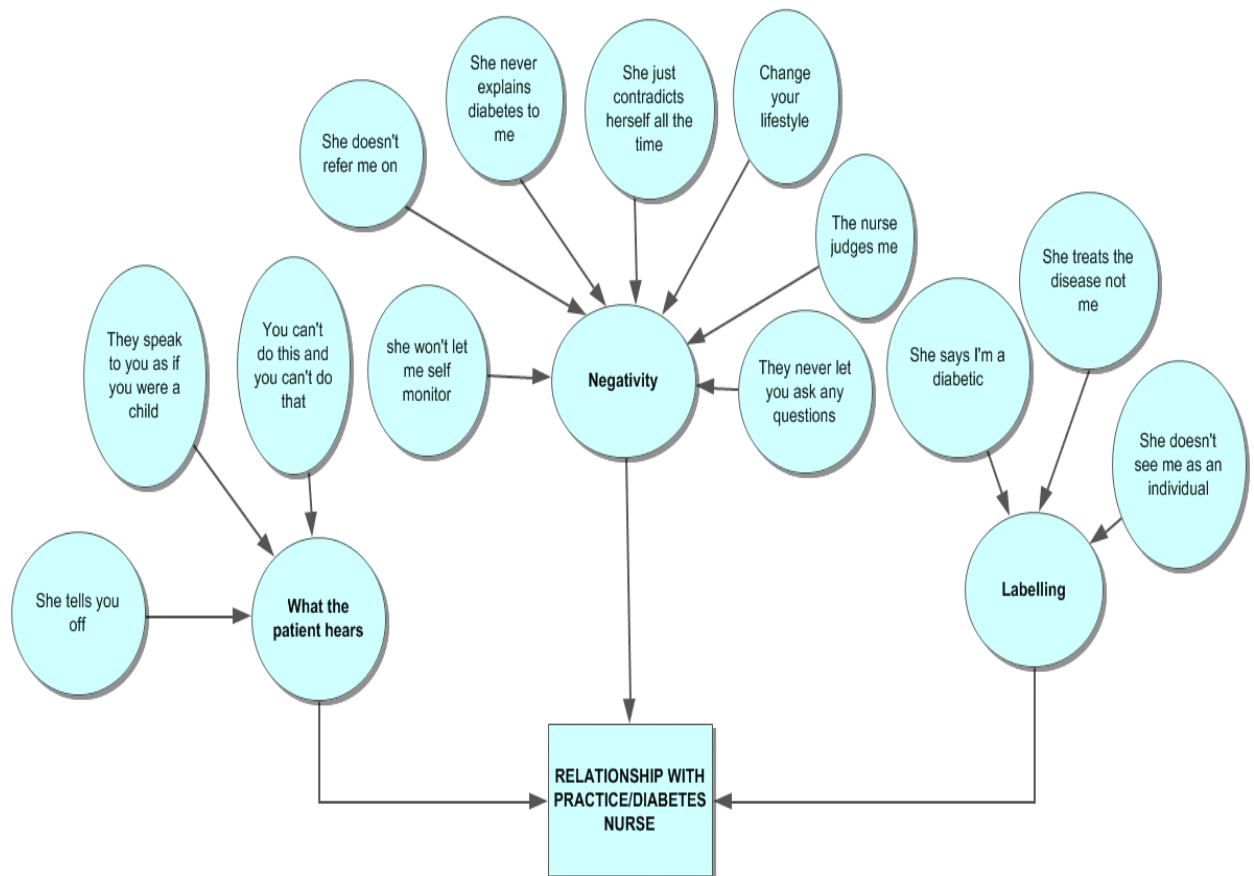 She doesn't
refer me on
She never
explains
diabetes to
me
She just
contradicts
herself all the
time
Change
your
lifestyle
The nurse
judges me
They speak
to you as if
you were a
child
You can't
do this and
you can't do
that
she won't let
me self
monitor
Negativity
They never let
you ask any
questions
She says I'm a
diabetic
She treats the
disease not
me
She doesn't
see me as an
individual
She tells you
off
What the
patient hears
Labelling
RELATIONSHIP WITH
PRACTICE/DIABETES
NURSE